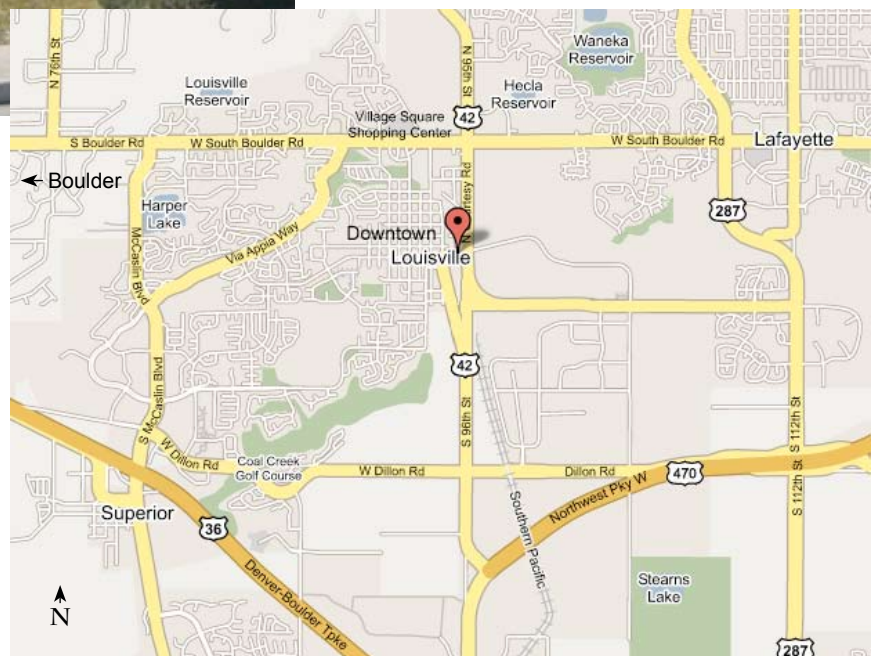 N 76th St
N 95th St
Waneka
Reservoir
Louisville
Reservoir
Hecla
Reservoir
Village Square
Shopping Center
42
S Boulder Rd
W South Boulder Rd
W South Boulder Rd
Lafayette
Boulder
Harper
Lake
287
Via Appia Way
McCaslin Blvd
Downtown
Louisville
N
42
S McCaslin Blvd
S 96th St
W Dillon Rd
Coal Creek
Golf Course
W Dillon Rd
Dillon Rd
470
S 112th St
S 112th St
Northwest Pky W
Superior
36
Southern Pacific
Denver-Boulder Tpke
Stearns
Lake
N
287